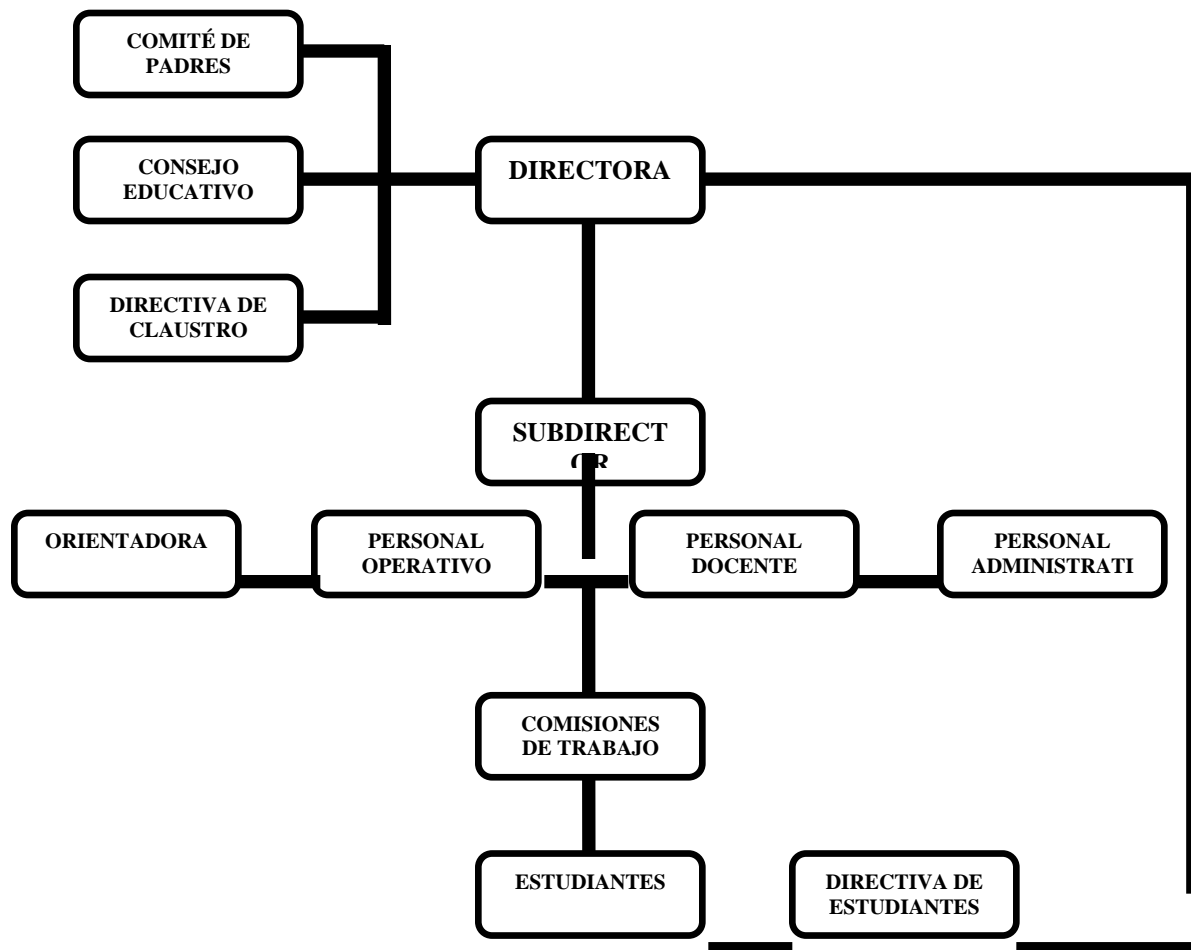 COMITÉ DE
PADRES
CONSEJO
EDUCATIVO
DIRECTORA
DIRECTIVA DE
CLAUSTRO
SUBDIRECT
ORIENTADORA
PERSONAL
OPERATIVO
PERSONAL
DOCENTE
PERSONAL
ADMINISTRATI
COMISIONES
DE TRABAJO
ESTUDIANTES
DIRECTIVA DE
ESTUDIANTES